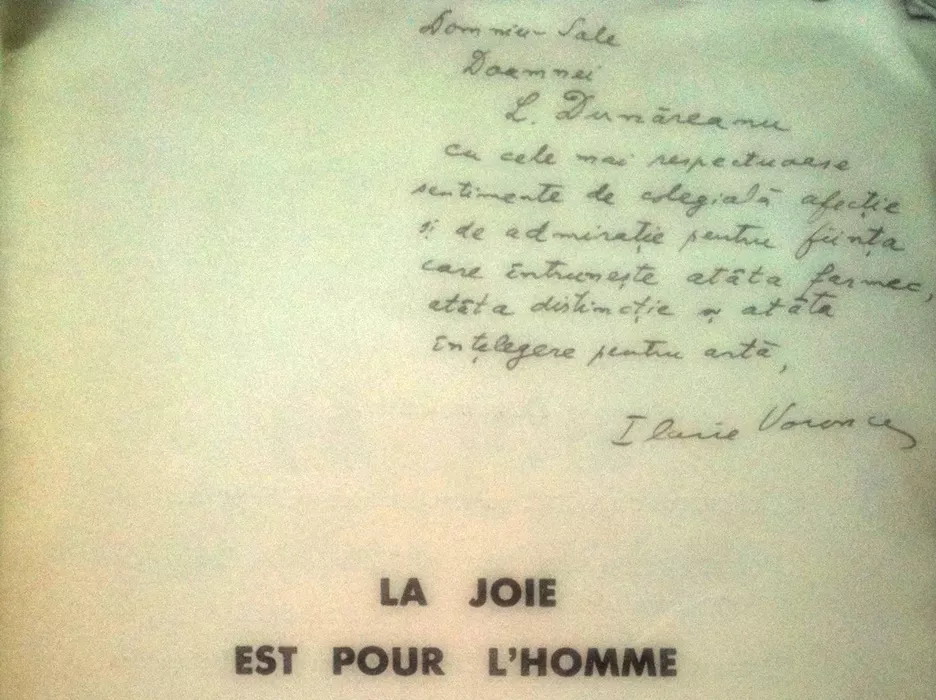 Domniei-Sale
Doamnei
L. Dunăreanu
cu cele mai respectuoase
sentimente de colegială afecție
și de admirație pentru ființa
care întrunește atâta farmec,
atâta distincție și atâta
înțelegere pentru artă,
Ilarie Voronca
LA JOIE
EST POUR L'HOMME